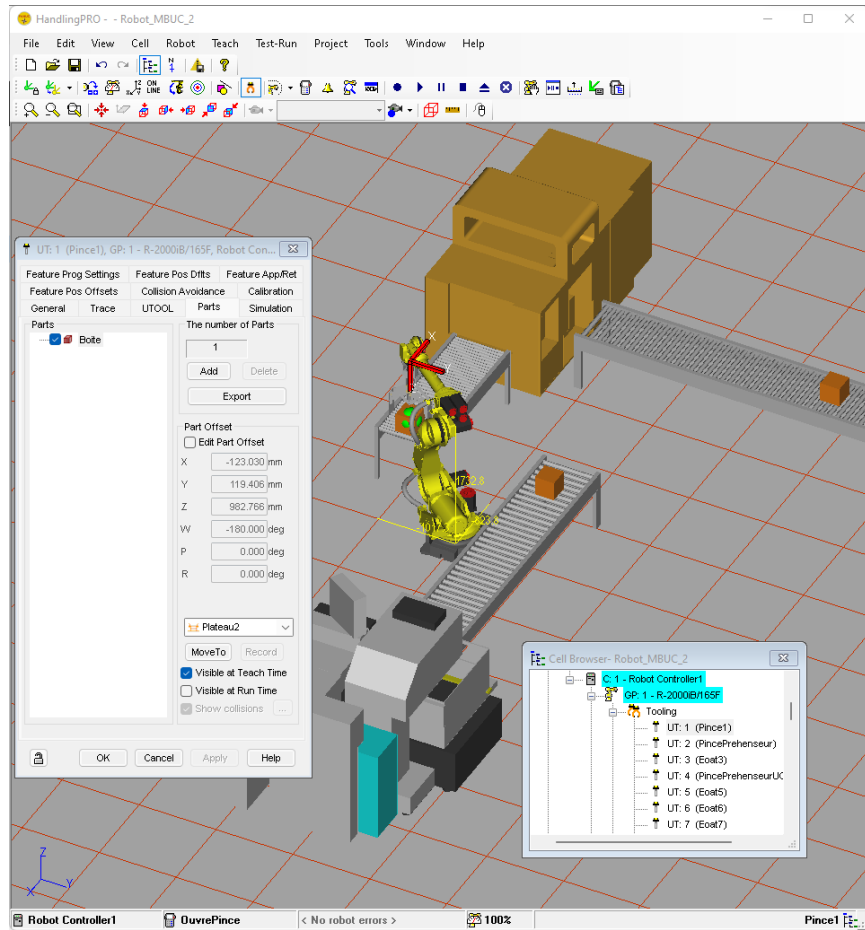 HandlingPRO - - Robot_MBUC_2
File Edit View Cell Robot Teach Test-Run Project Tools Window Help
UT: 1 (Pince1), GP: 1 - R-2000iB/165F, Robot Con...
Feature Prog Settings Feature Pos Dflts Feature App/Ret
Feature Pos Offsets Collision Avoidance Calibration
General Trace UTOOL Parts Simulation
Parts
Boite
The number of Parts
1
Add Delete
Export
Part Offset
Edit Part Offset
X -123.030 mm
Y 119.406 mm
Z 982.766 mm
W -180.000 deg
P 0.000 deg
R 0.000 deg
Plateau2
MoveTo Record
Visible at Teach Time
Visible at Run Time
Show collisions ...
OK Cancel Apply Help
X
1732.8
Cell Browser- Robot_MBUC_2
C: 1 - Robot Controller1
GP: 1 - R-2000iB/165F
Tooling
UT: 1 (Pince1)
UT: 2 (PincePrehenseur)
UT: 3 (Eoat3)
UT: 4 (PincePrehenseurUC
UT: 5 (Eoat5)
UT: 6 (Eoat6)
UT: 7 (Eoat7)
Z
X Y
Robot Controller1 OuvrePince < No robot errors > 100% Pince1